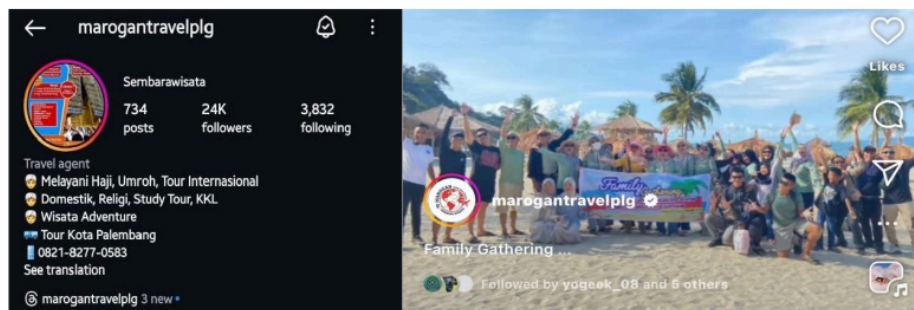 marogantravelplg
Sembarawisata
734 24K 3,832
posts followers following
Travel agent
Melayani Haji, Umroh, Tour Internasional
Domestik, Religi, Study Tour, KKL
Wisata Adventure
Tour Kota Palembang
0821-8277-0583
See translation
marogantravelplg 3 new
Likes
Family
marogantravelplg
Family Gathering ...
Followed by yogeek_08 and 5 others